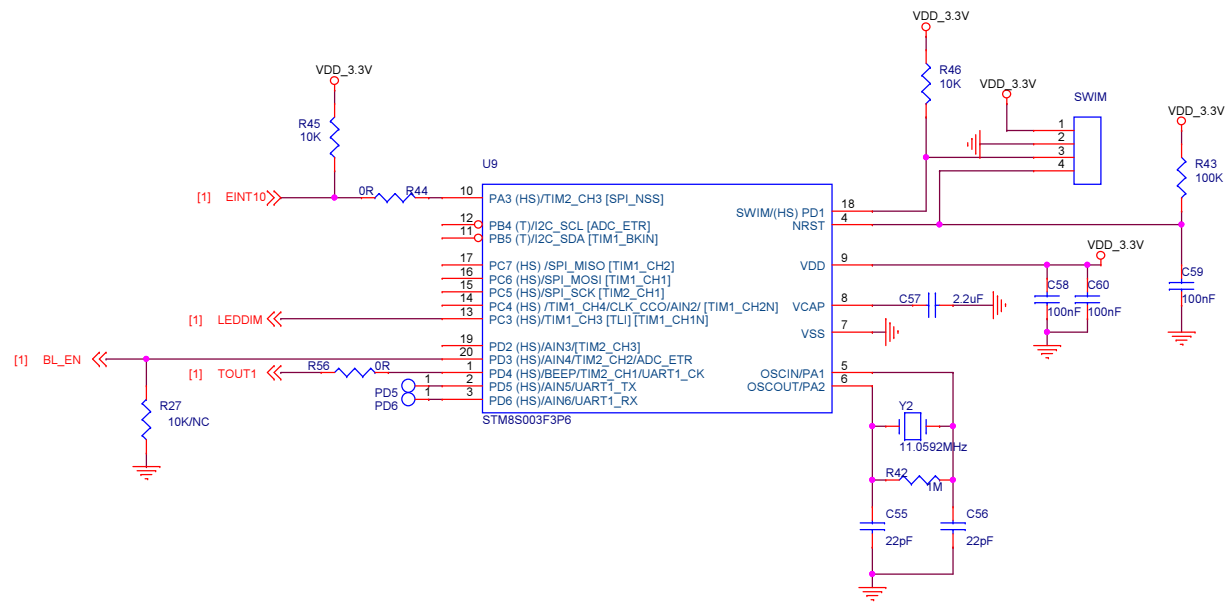 VDD_3.3V
R46
10K
VDD_3.3V
VDD_3.3V
SWIM
VDD_3.3V
R45
10K
1
2
3
4
R43
100K
U9
[1] EINT10
0R
R44
10
PA3 (HS)/TIM2_CH3 [SPI_NSS]
SWIM/(HS) PD1
18
12
PB4 (T)/I2C_SCL [ADC_ETR]
NRST
4
11
PB5 (T)/I2C_SDA [TIM1_BKIN]
VDD_3.3V
17
PC7 (HS) /SPI_MISO [TIM1_CH2]
VDD
9
16
PC6 (HS)/SPI_MOSI [TIM1_CH1]
15
PC5 (HS)/SPI_SCK [TIM2_CH1]
C58
100nF
C60
100nF
C59
100nF
14
PC4 (HS) /TIM1_CH4/CLK_CCO/AIN2/ [TIM1_CH2N]
VCAP
8
C57
2.2uF
[1] LEDDIM
13
PC3 (HS)/TIM1_CH3 [TLI] [TIM1_CH1N]
VSS
7
19
PD2 (HS)/AIN3/[TIM2_CH3]
[1] BL_EN
20
PD3 (HS)/AIN4/TIM2_CH2/ADC_ETR
[1] TOUT1
R56
0R
1
PD4 (HS)/BEEP/TIM2_CH1/UART1_CK
OSCIN/PA1
5
PD5
1
2
PD5 (HS)/AIN5/UART1_TX
OSCOUT/PA2
6
PD6
1
3
PD6 (HS)/AIN6/UART1_RX
STM8S003F3P6
R27
10K/NC
Y2
11.0592MHz
R42
1M
C55
22pF
C56
22pF